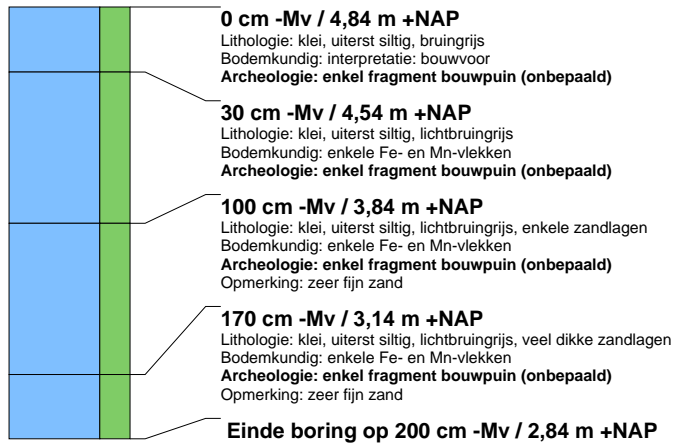 0 cm -Mv / 4,84 m +NAP
Lithologie: klei, uiterst siltig, bruingrijs
Bodemkundig: interpretatie: bouwvoor
Archeologie: enkel fragment bouwpuin (onbepaald)
30 cm -Mv / 4,54 m +NAP
Lithologie: klei, uiterst siltig, lichtbruingrijs
Bodemkundig: enkele Fe- en Mn-vlekken
Archeologie: enkel fragment bouwpuin (onbepaald)
100 cm -Mv / 3,84 m +NAP
Lithologie: klei, uiterst siltig, lichtbruingrijs, enkele zandlagen
Bodemkundig: enkele Fe- en Mn-vlekken
Archeologie: enkel fragment bouwpuin (onbepaald)
Opmerking: zeer fijn zand
170 cm -Mv / 3,14 m +NAP
Lithologie: klei, uiterst siltig, lichtbruingrijs, veel dikke zandlagen
Bodemkundig: enkele Fe- en Mn-vlekken
Archeologie: enkel fragment bouwpuin (onbepaald)
Opmerking: zeer fijn zand
Einde boring op 200 cm -Mv / 2,84 m +NAP